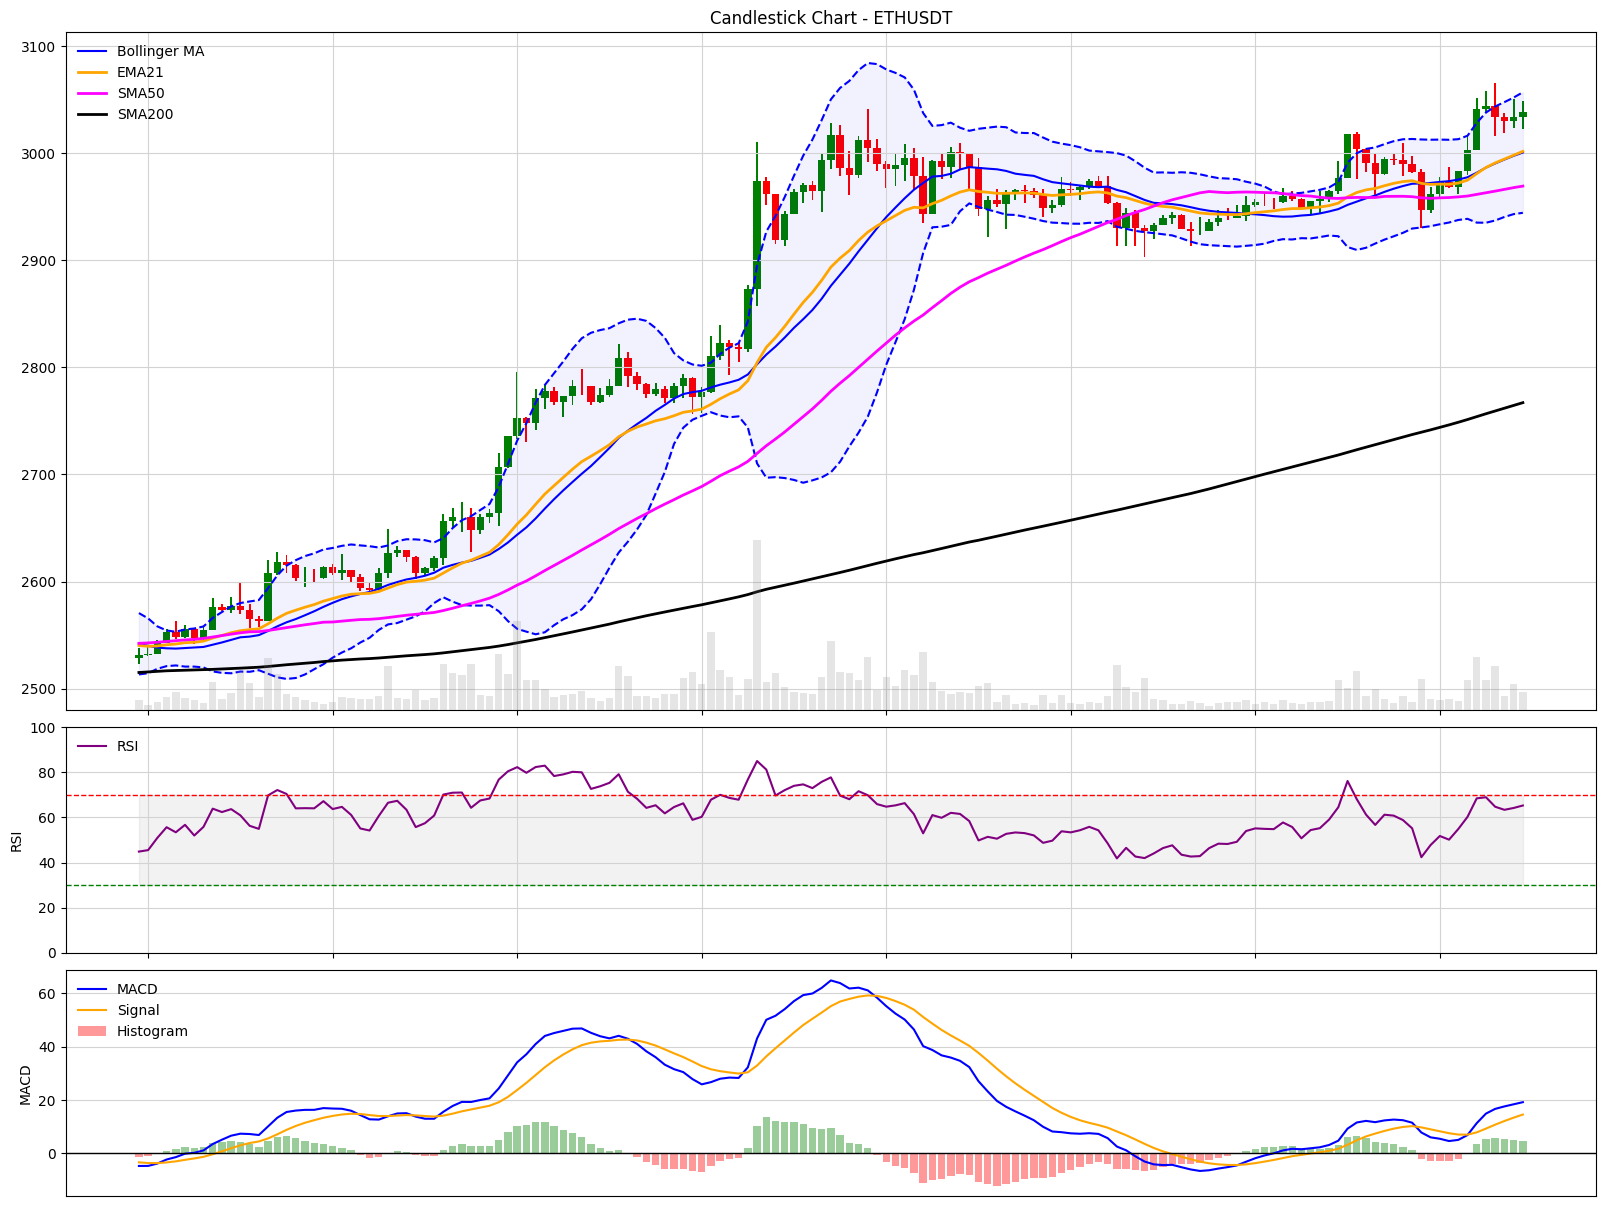 Candlestick Chart - ETHUSDT
Bollinger MA
EMA21
SMA50
SMA200
3100
3000
2900
2800
2700
2600
2500
RSI
100
80
60
40
20
0
RSI
MACD
Signal
Histogram
60
40
20
0
MACD